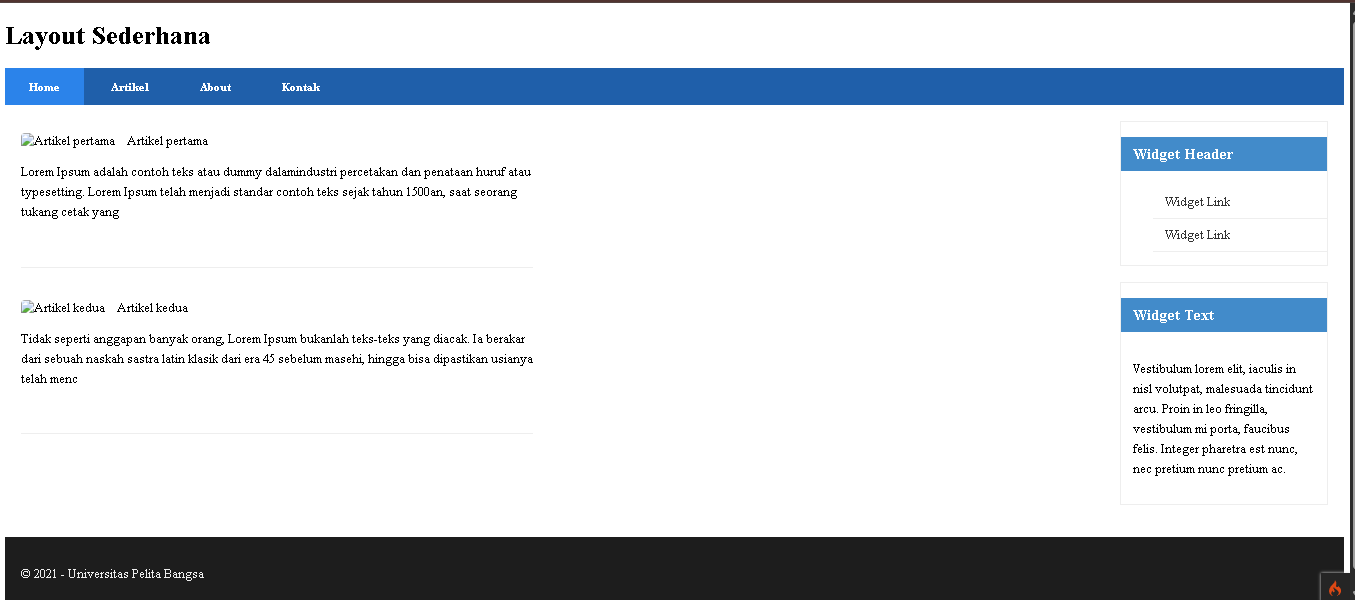 Layout Sederhana
Home Artikel About Kontak
Artikel pertama Artikel pertama
Lorem Ipsum adalah contoh teks atau dummy dalamindustri percetakan dan penataan huruf atau
typesetting. Lorem Ipsum telah menjadi standar contoh teks sejak tahun 1500an, saat seorang
tukang cetak yang
Artikel kedua Artikel kedua
Tidak seperti anggapan banyak orang, Lorem Ipsum bukanlah teks-teks yang diacak. Ia berakar
dari sebuah naskah sastra latin klasik dari era 45 sebelum masehi, hingga bisa dipastikan usianya
telah menc
Widget Header
Widget Link
Widget Link
Widget Text
Vestibulum lorem elit, iaculis in
nisl volutpat, malesuada tincidunt
arcu. Proin in leo fringilla,
vestibulum mi porta, faucibus
felis. Integer pharetra est nunc,
nec pretium nunc pretium ac.
© 2021 - Universitas Pelita Bangsa